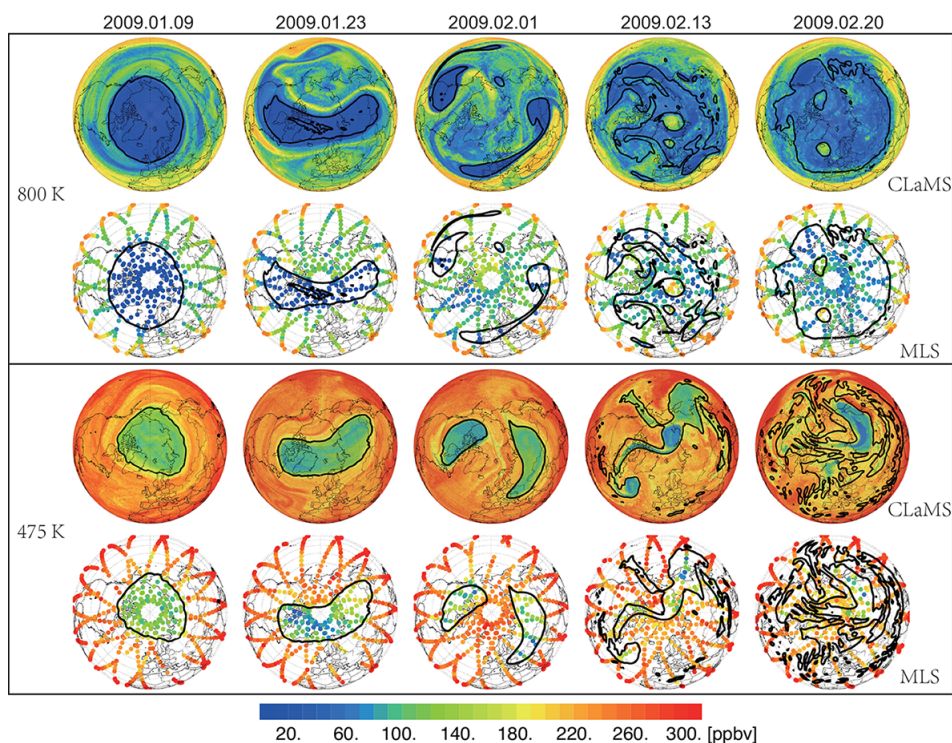 2009.01.09 2009.01.23 2009.02.01 2009.02.13 2009.02.20
CLaMS
800 K
MLS
CLaMS
475 K
MLS
20. 60. 100. 140. 180. 220. 260. 300. [ppbv]